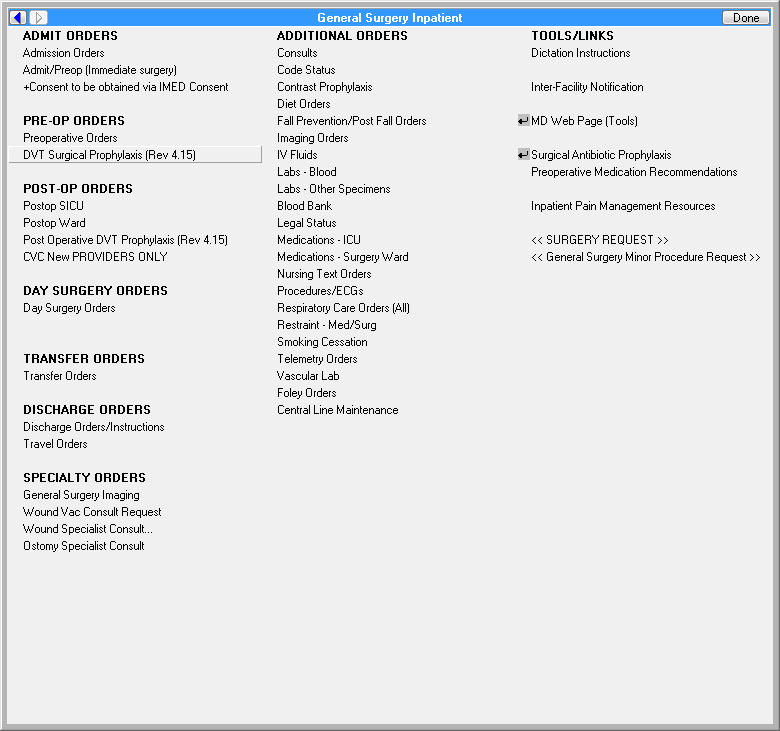 General Surgery Inpatient
Done
ADMIT ORDERS
Admission Orders
Admit/Preop (Immediate surgery)
+Consent to be obtained via IMED Consent
PRE-OP ORDERS
Preoperative Orders
DVT Surgical Prophylaxis (Rev 4.15)
POST-OP ORDERS
Postop SICU
Postop Ward
Post Operative DVT Prophylaxis (Rev 4.15)
CVC New PROVIDERS ONLY
DAY SURGERY ORDERS
Day Surgery Orders
TRANSFER ORDERS
Transfer Orders
DISCHARGE ORDERS
Discharge Orders/Instructions
Travel Orders
SPECIALTY ORDERS
General Surgery Imaging
Wound Vac Consult Request
Wound Specialist Consult...
Ostomy Specialist Consult
ADDITIONAL ORDERS
Consults
Code Status
Contrast Prophylaxis
Diet Orders
Fall Prevention/Post Fall Orders
Imaging Orders
IV Fluids
Labs - Blood
Labs - Other Specimens
Blood Bank
Legal Status
Medications - ICU
Medications - Surgery Ward
Nursing Text Orders
Procedures/ECGs
Respiratory Care Orders (All)
Restraint - Med/Surg
Smoking Cessation
Telemetry Orders
Vascular Lab
Foley Orders
Central Line Maintenance
TOOLS/LINKS
Dictation Instructions
Inter-Facility Notification
MD Web Page (Tools)
Surgical Antibiotic Prophylaxis
Preoperative Medication Recommendations
Inpatient Pain Management Resources
<< SURGERY REQUEST >>
<< General Surgery Minor Procedure Request >>